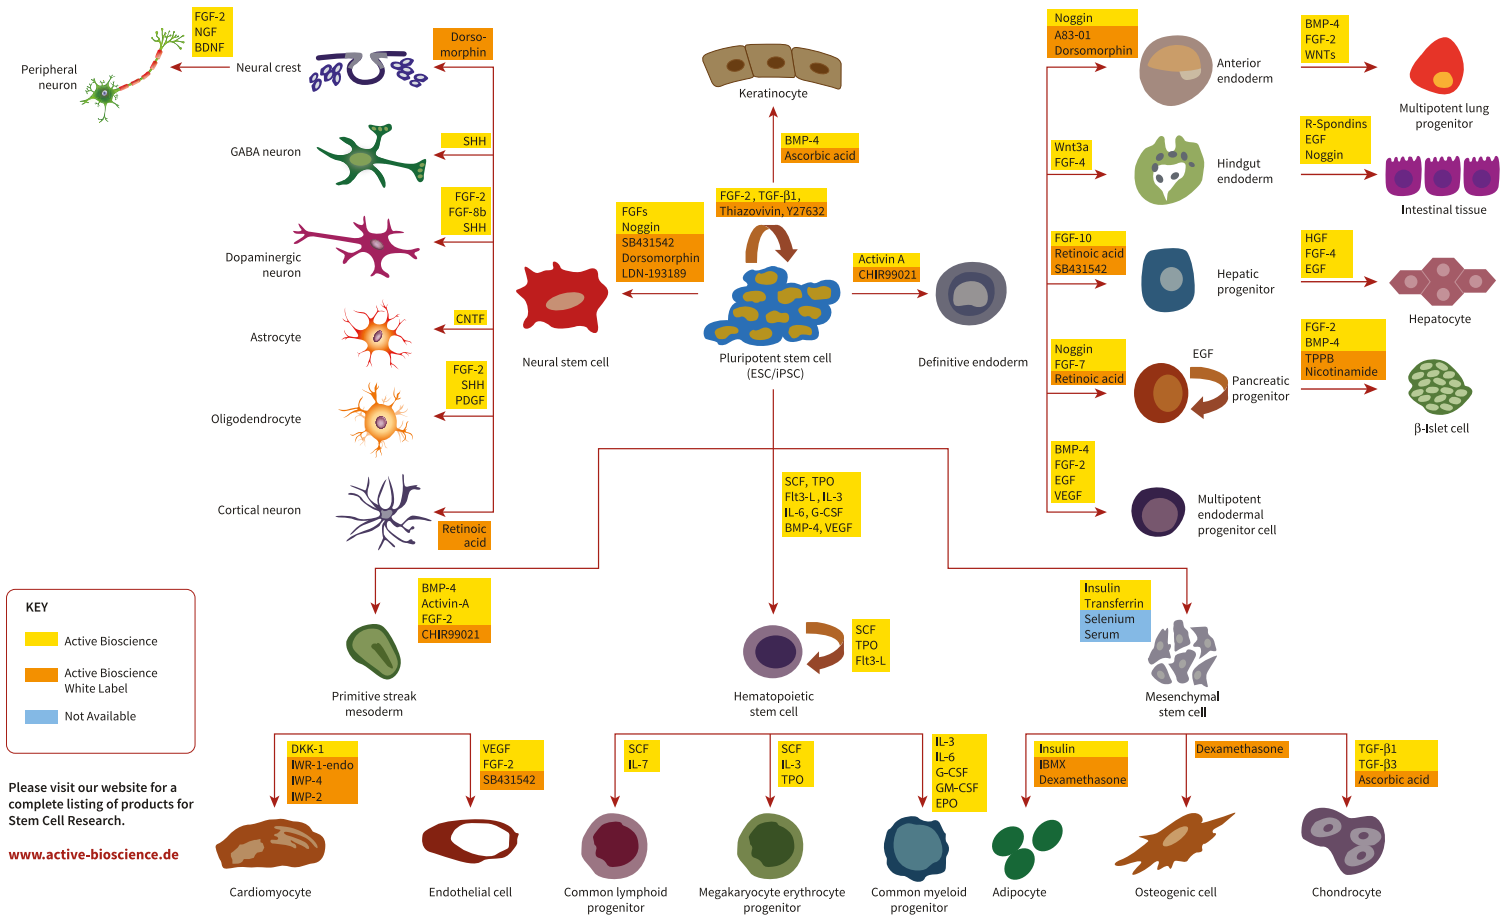 FGF-2
NGF
BDNF
Peripheral
neuron
Neural crest
Dorso-
morphin
GABA neuron
SHH
FGF-2
FGF-8b
SHH
Dopaminergic
neuron
Astrocyte
CNTF
FGF-2
SHH
PDGF
Oligodendrocyte
Cortical neuron
Retinoic
acid
Keratinocyte
BMP-4
Ascorbic acid
FGF-2, TGF-β1,
Thiazovivin, Y27632
FGFs
Noggin
SB431542
Dorsomorphin
LDN-193189
Neural stem cell
Pluripotent stem cell
(ESC/iPSC)
Activin A
CHIR99021
Definitive endoderm
Noggin
A83-01
Dorsomorphin
Anterior
endoderm
BMP-4
FGF-2
WNTs
Multipotent lung
progenitor
Wnt3a
FGF-4
Hindgut
endoderm
R-Spondins
EGF
Noggin
Intestinal tissue
FGF-10
Retinoic acid
SB431542
Hepatic
progenitor
HGF
FGF-4
EGF
Hepatocyte
Noggin
FGF-7
Retinoic acid
EGF
Pancreatic
progenitor
FGF-2
BMP-4
TPPB
Nicotinamide
β-Islet cell
BMP-4
FGF-2
EGF
VEGF
Multipotent
endodermal
progenitor cell
SCF, TPO
Flt3-L, IL-3
IL-6, G-CSF
BMP-4, VEGF
BMP-4
Activin-A
FGF-2
CHIR99021
Primitive streak
mesoderm
SCF
TPO
Flt3-L
Hematopoietic
stem cell
Insulin
Transferrin
Selenium
Serum
Mesenchymal
stem cell
KEY
Active Bioscience
Active Bioscience
White Label
Not Available
Please visit our website for a
complete listing of products for
Stem Cell Research.
www.active-bioscience.de
DKK-1
IWR-1-endo
IWP-4
IWP-2
Cardiomyocyte
VEGF
FGF-2
SB431542
Endothelial cell
SCF
IL-7
Common lymphoid
progenitor
SCF
IL-3
TPO
Megakaryocyte erythrocyte
progenitor
IL-3
IL-6
G-CSF
GM-CSF
EPO
Common myeloid
progenitor
Insulin
IBMX
Dexamethasone
Adipocyte
Dexamethasone
Osteogenic cell
TGF-β1
TGF-β3
Ascorbic acid
Chondrocyte